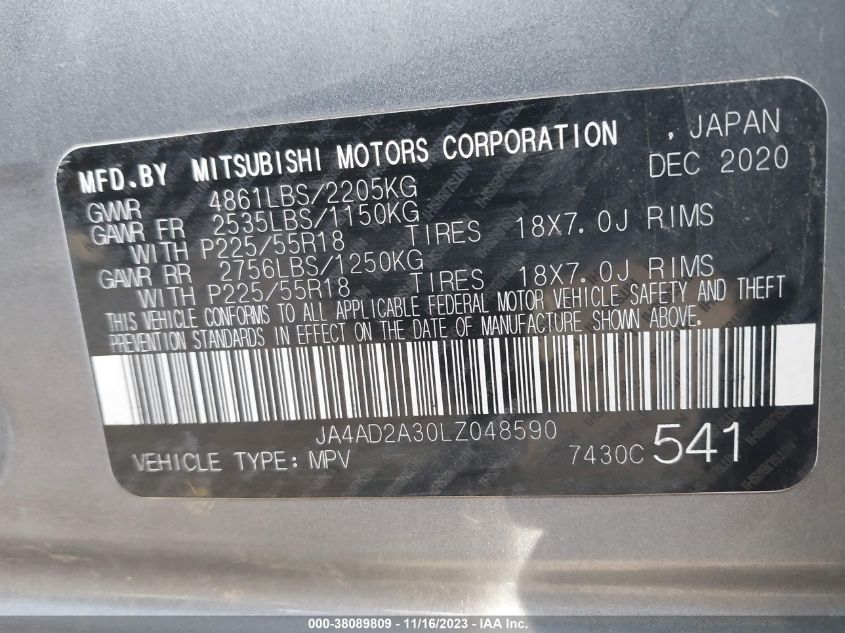 MFD.BY MITSUBISHI MOTORS CORPORATION , JAPAN
GVWR 4861LBS/2205KG DEC 2020
GAWR FR 2535LBS/1150KG
WITH P225/55R18 TIRES 18X7.0J RIMS
GAWR RR 2756LBS/1250KG
WITH P225/55R18 TIRES 18X7.0J RIMS
THIS VEHICLE CONFORMS TO ALL APPLICABLE FEDERAL MOTOR VEHICLE SAFETY AND THEFT
PREVENTION STANDARDS IN EFFECT ON THE DATE OF MANUFACTURE SHOWN ABOVE.
JA4AD2A30LZ048590
VEHICLE TYPE: MPV 7430C 541
000-38089809 - 11/16/2023 - IAA Inc.